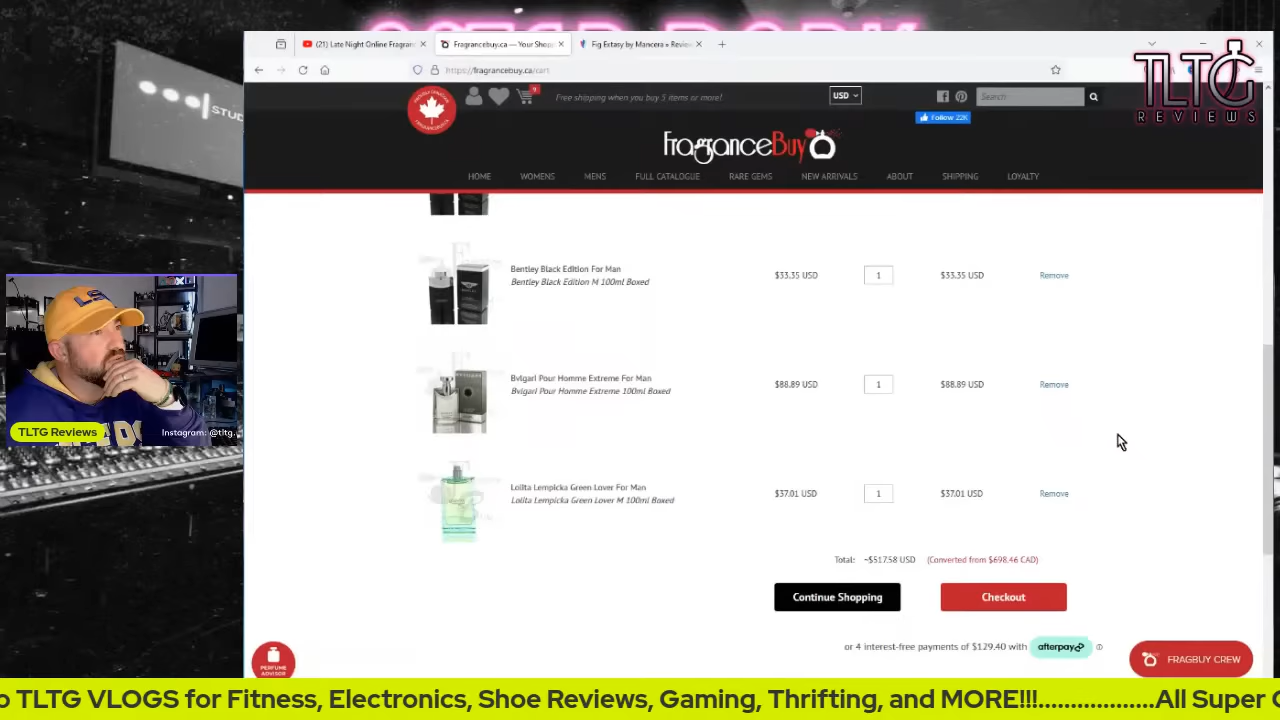 (21) Late Night Online Fragran
Fragrancebuy.ca — Your Shopp
Fig Extasy by Mancera » Review
https://fragrancebuy.ca/cart
TLTG
REVIEWS
9
Free shipping when you buy 5 items or more!
USD
Search
Follow 22K
FragranceBuy
HOME
WOMENS
MENS
FULL CATALOGUE
RARE GEMS
NEW ARRIVALS
ABOUT
SHIPPING
LOYALTY
STUD
Bentley Black Edition For Man
Bentley Black Edition M 100ml Boxed
$33.35 USD
1
$33.35 USD
Remove
Bvlgari Pour Homme Extreme For Man
Bvlgari Pour Homme Extreme 100ml Boxed
$88.89 USD
1
$88.89 USD
Remove
Lolita Lempicka Green Lover For Man
Lolita Lempicka Green Lover M 100ml Boxed
$37.01 USD
1
$37.01 USD
Remove
TLTG Reviews
Instagram: @tltg..
Total: ~$517.58 USD (Converted from $698.46 CAD)
Continue Shopping
Checkout
or 4 interest-free payments of $129.40 with afterpay
PERFUME
ADVISOR
FRAGBUY CREW
o TLTG VLOGS for Fitness, Electronics, Shoe Reviews, Gaming, Thrifting, and MORE!!!..................All Super C